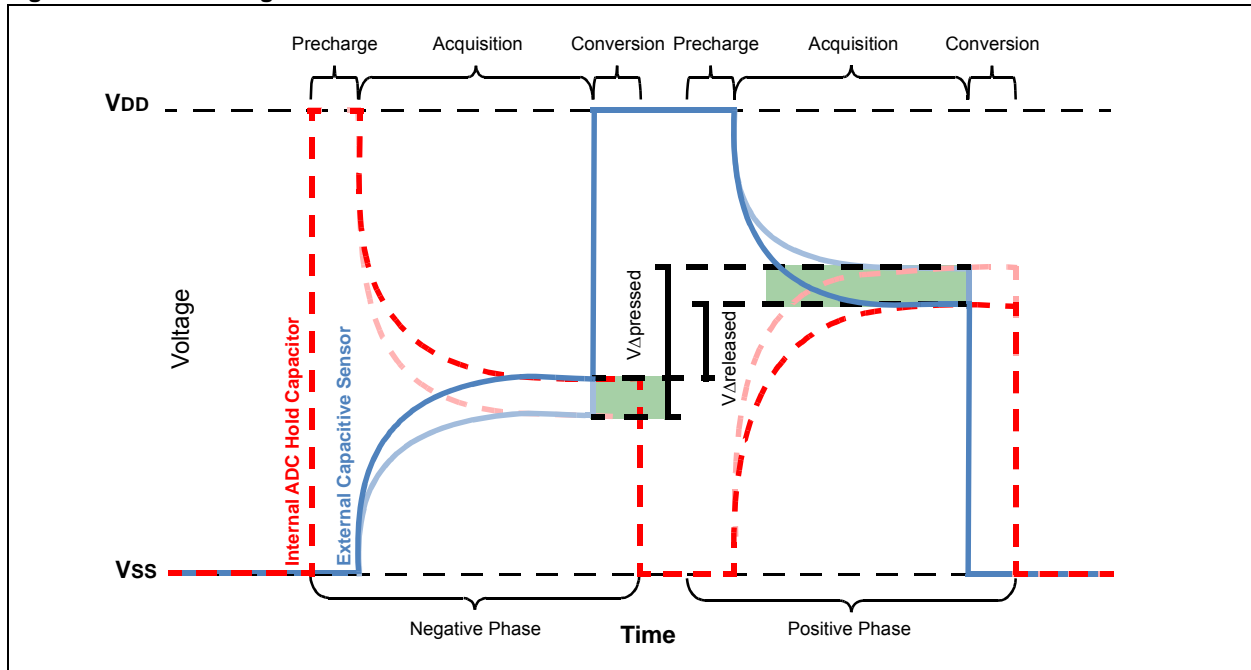 Precharge Acquisition Conversion Precharge Acquisition Conversion
VDD
Voltage
Internal ADC Hold Capacitor
External Capacitive Sensor
VΔpressed
VΔreleased
VSS
Negative Phase
Time
Positive Phase